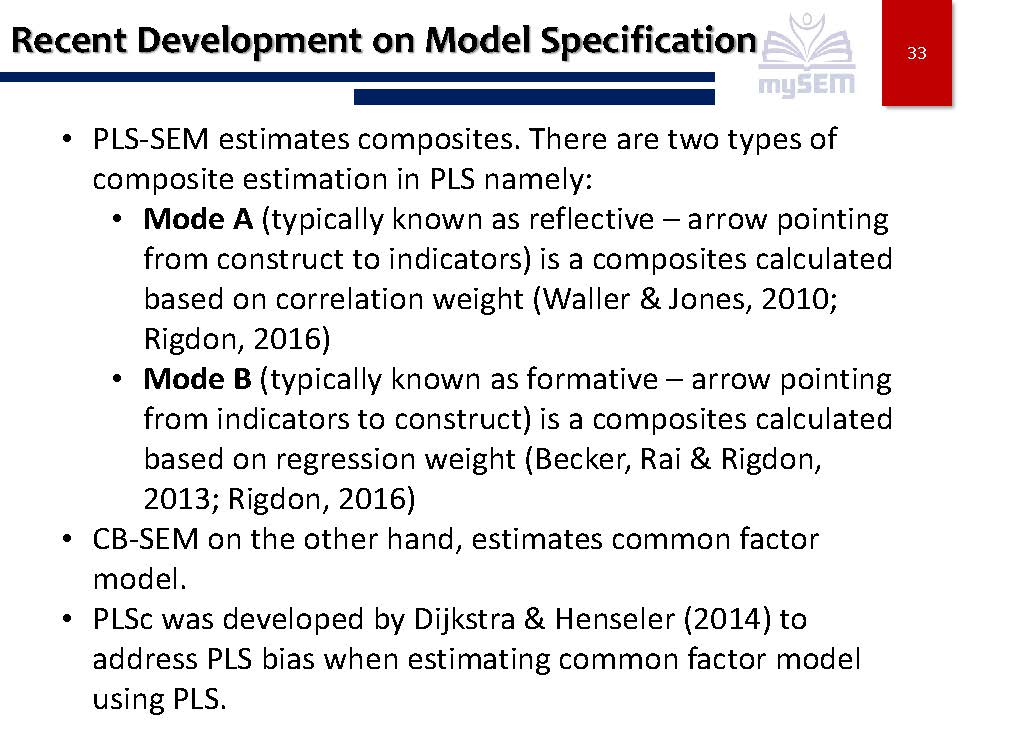 Recent Development on Model Specification
mySEM
33
• PLS-SEM estimates composites. There are two types of
composite estimation in PLS namely:
• Mode A (typically known as reflective – arrow pointing
from construct to indicators) is a composites calculated
based on correlation weight (Waller & Jones, 2010;
Rigdon, 2016)
• Mode B (typically known as formative – arrow pointing
from indicators to construct) is a composites calculated
based on regression weight (Becker, Rai & Rigdon,
2013; Rigdon, 2016)
• CB-SEM on the other hand, estimates common factor
model.
• PLSc was developed by Dijkstra & Henseler (2014) to
address PLS bias when estimating common factor model
using PLS.